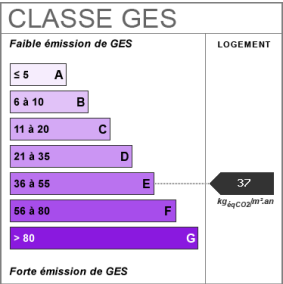 CLASSE GES
Faible émission de GES
LOGEMENT
≤ 5 A
6 à 10 B
11 à 20 C
21 à 35 D
36 à 55 E
37
kgéqCO2/m².an
56 à 80 F
> 80 G
Forte émission de GES